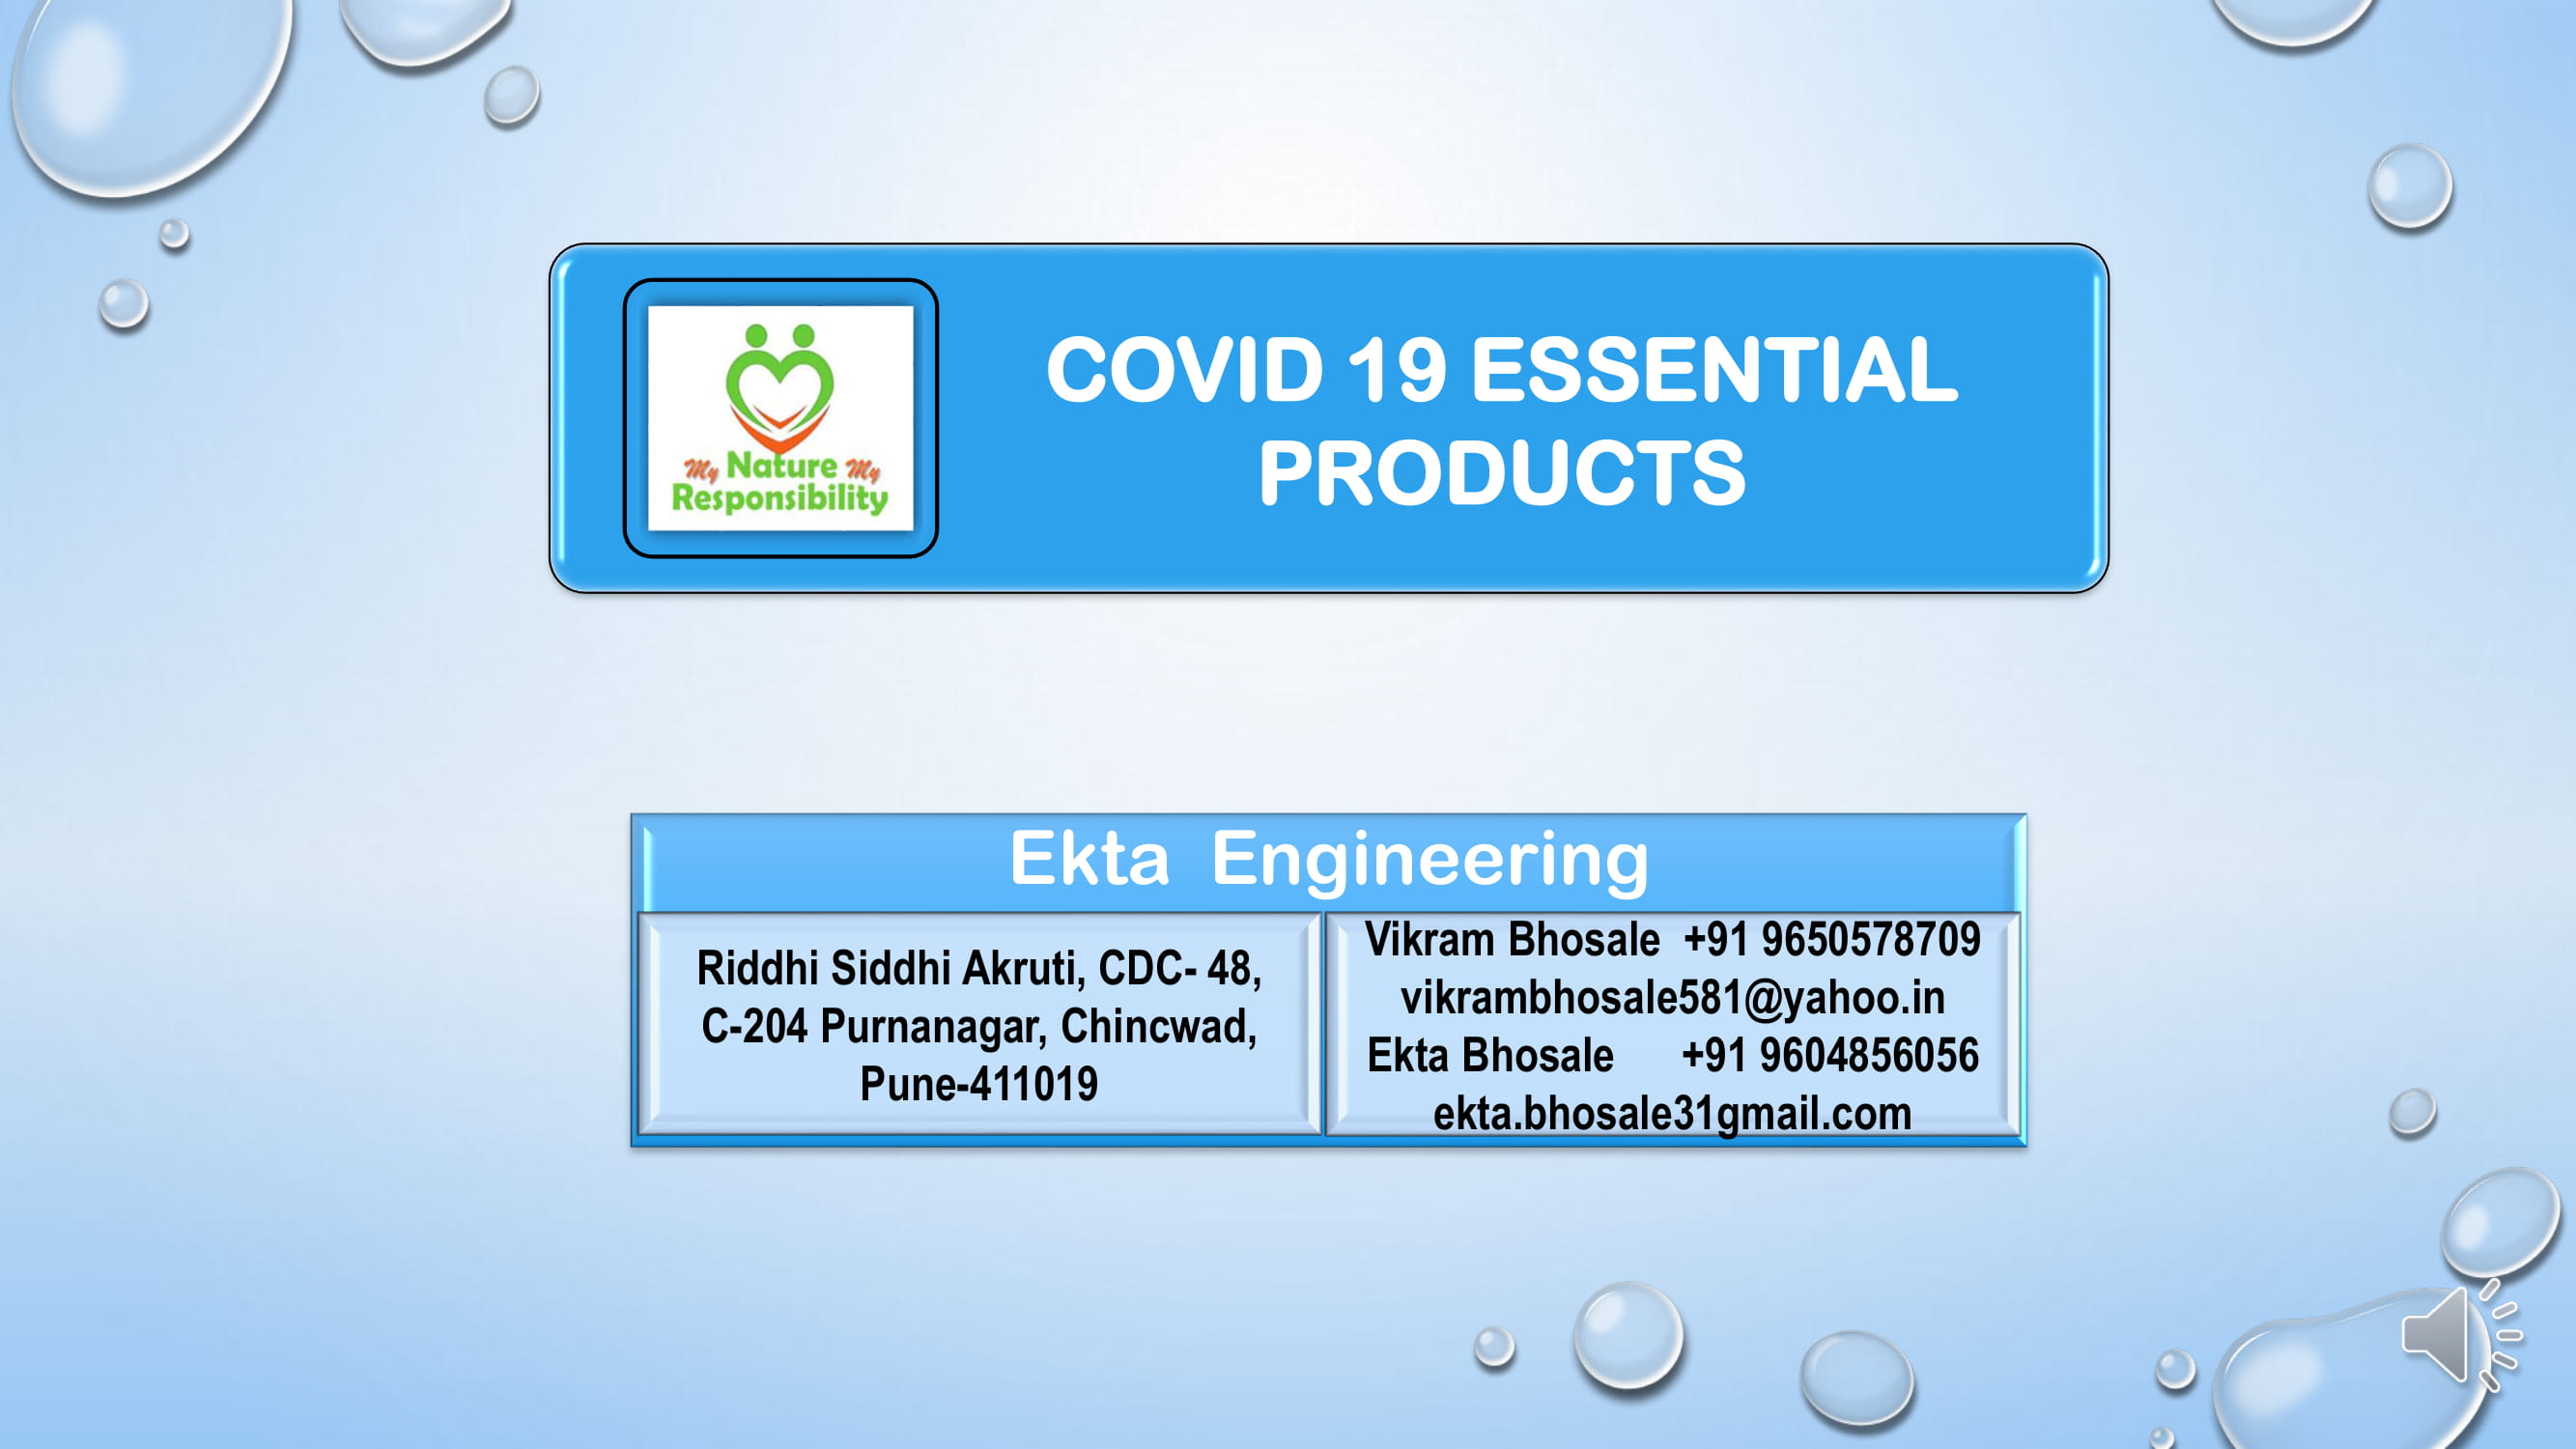 My Nature My
Responsibility
COVID 19 ESSENTIAL
PRODUCTS
Ekta Engineering
Riddhi Siddhi Akruti, CDC- 48,
C-204 Purnanagar, Chincwad,
Pune-411019
Vikram Bhosale +91 9650578709
vikrambhosale581@yahoo.in
Ekta Bhosale +91 9604856056
ekta.bhosale31gmail.com